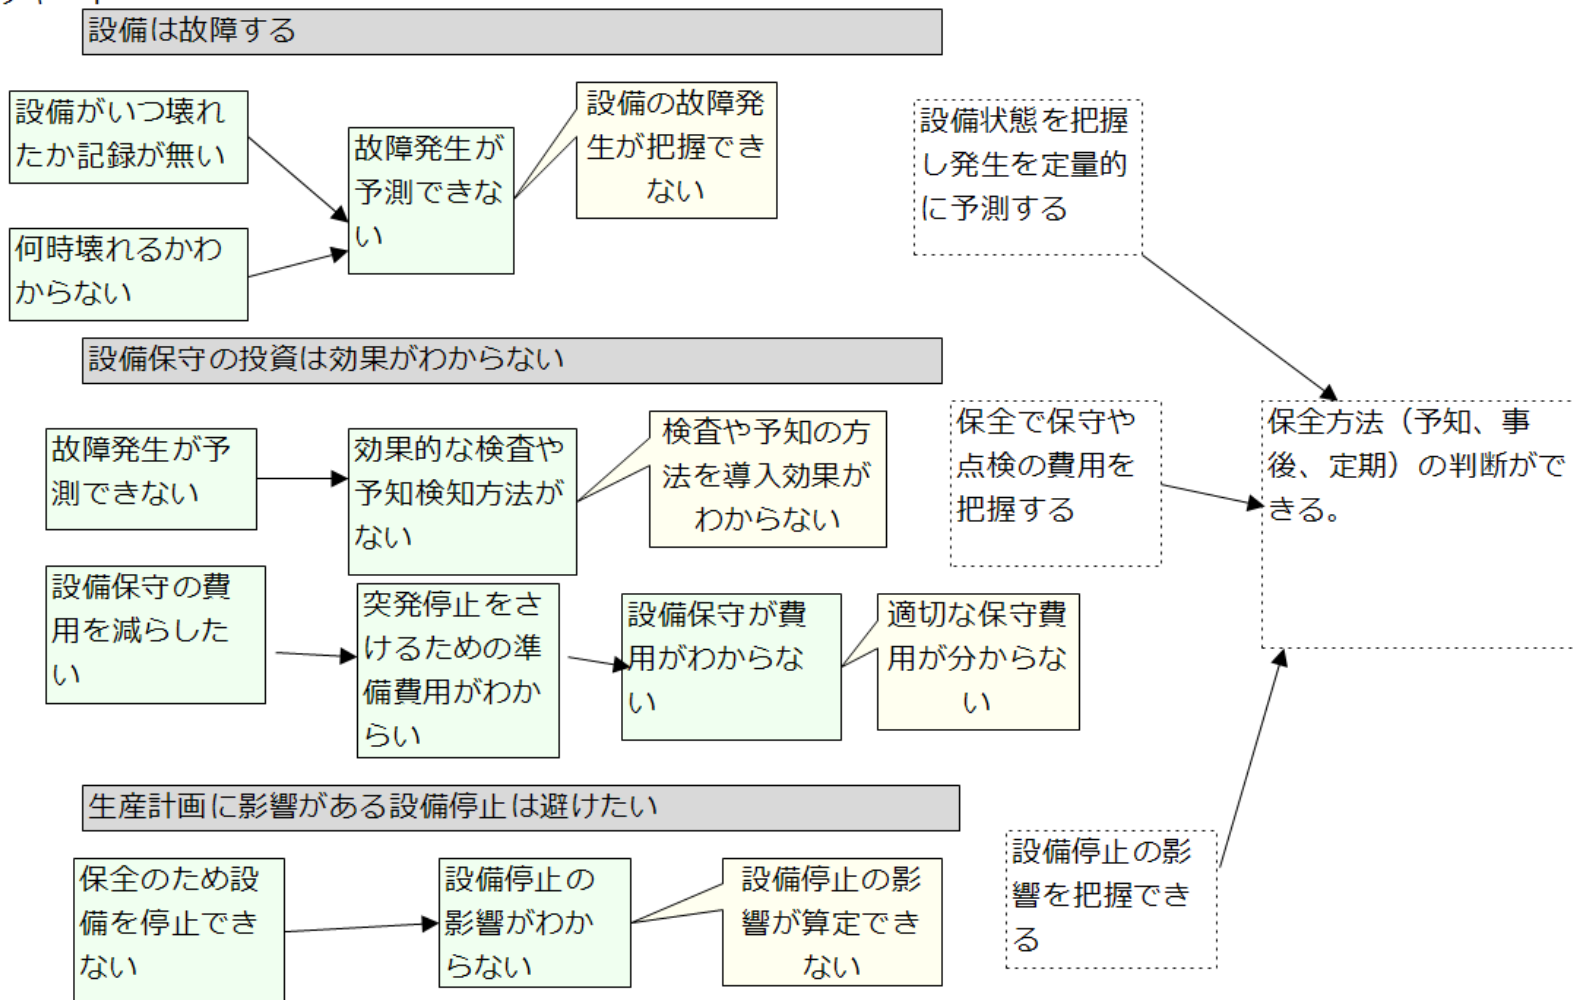 設備は故障する
設備がいつ壊れ
たか記録が無い
何時壊れるかわ
からない
故障発生が
予測できな
い
設備の故障発
生が把握でき
ない
設備状態を把握
し発生を定量的
に予測する
設備保守の投資は効果がわからない
故障発生が予
測できない
効果的な検査や
予知検知方法が
ない
検査や予知の方
法を導入効果が
わからない
保全で保守や
点検の費用を
把握する
保全方法（予知、事
後、定期）の判断がで
きる。
設備保守の費
用を減らした
い
突発停止をさ
けるための準
備費用がわか
らい
設備保守が費
用がわからな
い
適切な保守費
用が分からな
い
生産計画に影響がある設備停止は避けたい
保全のため設
備を停止でき
ない
設備停止の
影響がわか
らない
設備停止の影
響が算定でき
ない
設備停止の影
響を把握でき
る